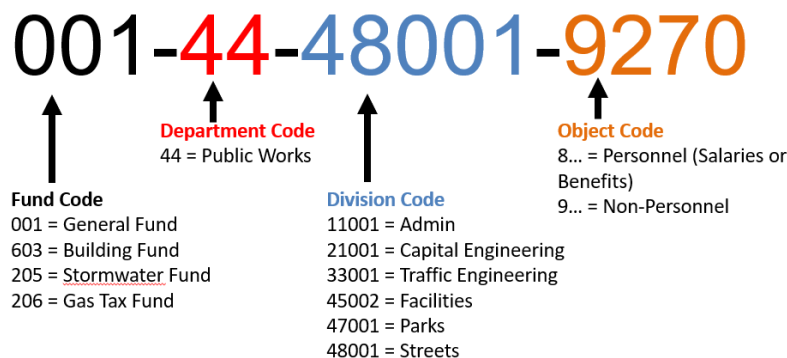 001-44-48001-9270
Department Code
44 = Public Works
Object Code
8... = Personnel (Salaries or
Benefits)
9... = Non-Personnel
Fund Code
001 = General Fund
603 = Building Fund
205 = Stormwater Fund
206 = Gas Tax Fund
Division Code
11001 = Admin
21001 = Capital Engineering
33001 = Traffic Engineering
45002 = Facilities
47001 = Parks
48001 = Streets